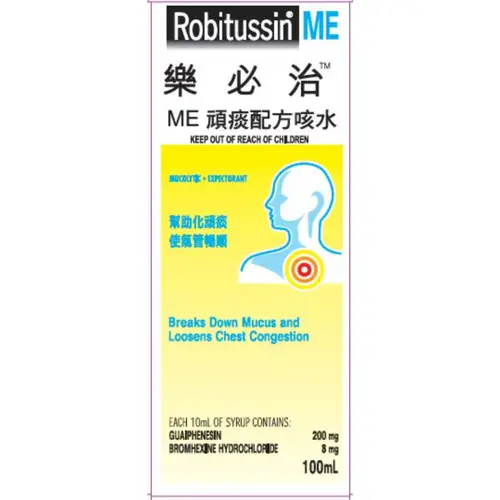 Robitussin® ME
樂必治™
ME 頑痰配方咳水
KEEP OUT OF REACH OF CHILDREN
MUCOLYTIC + EXPECTORANT
幫助化頑痰
使氣管暢順
Breaks Down Mucus and
Loosens Chest Congestion
EACH 10mL OF SYRUP CONTAINS:
GUAIPHENESIN 200 mg
BROMHEXINE HYDROCHLORIDE 8 mg
100mL